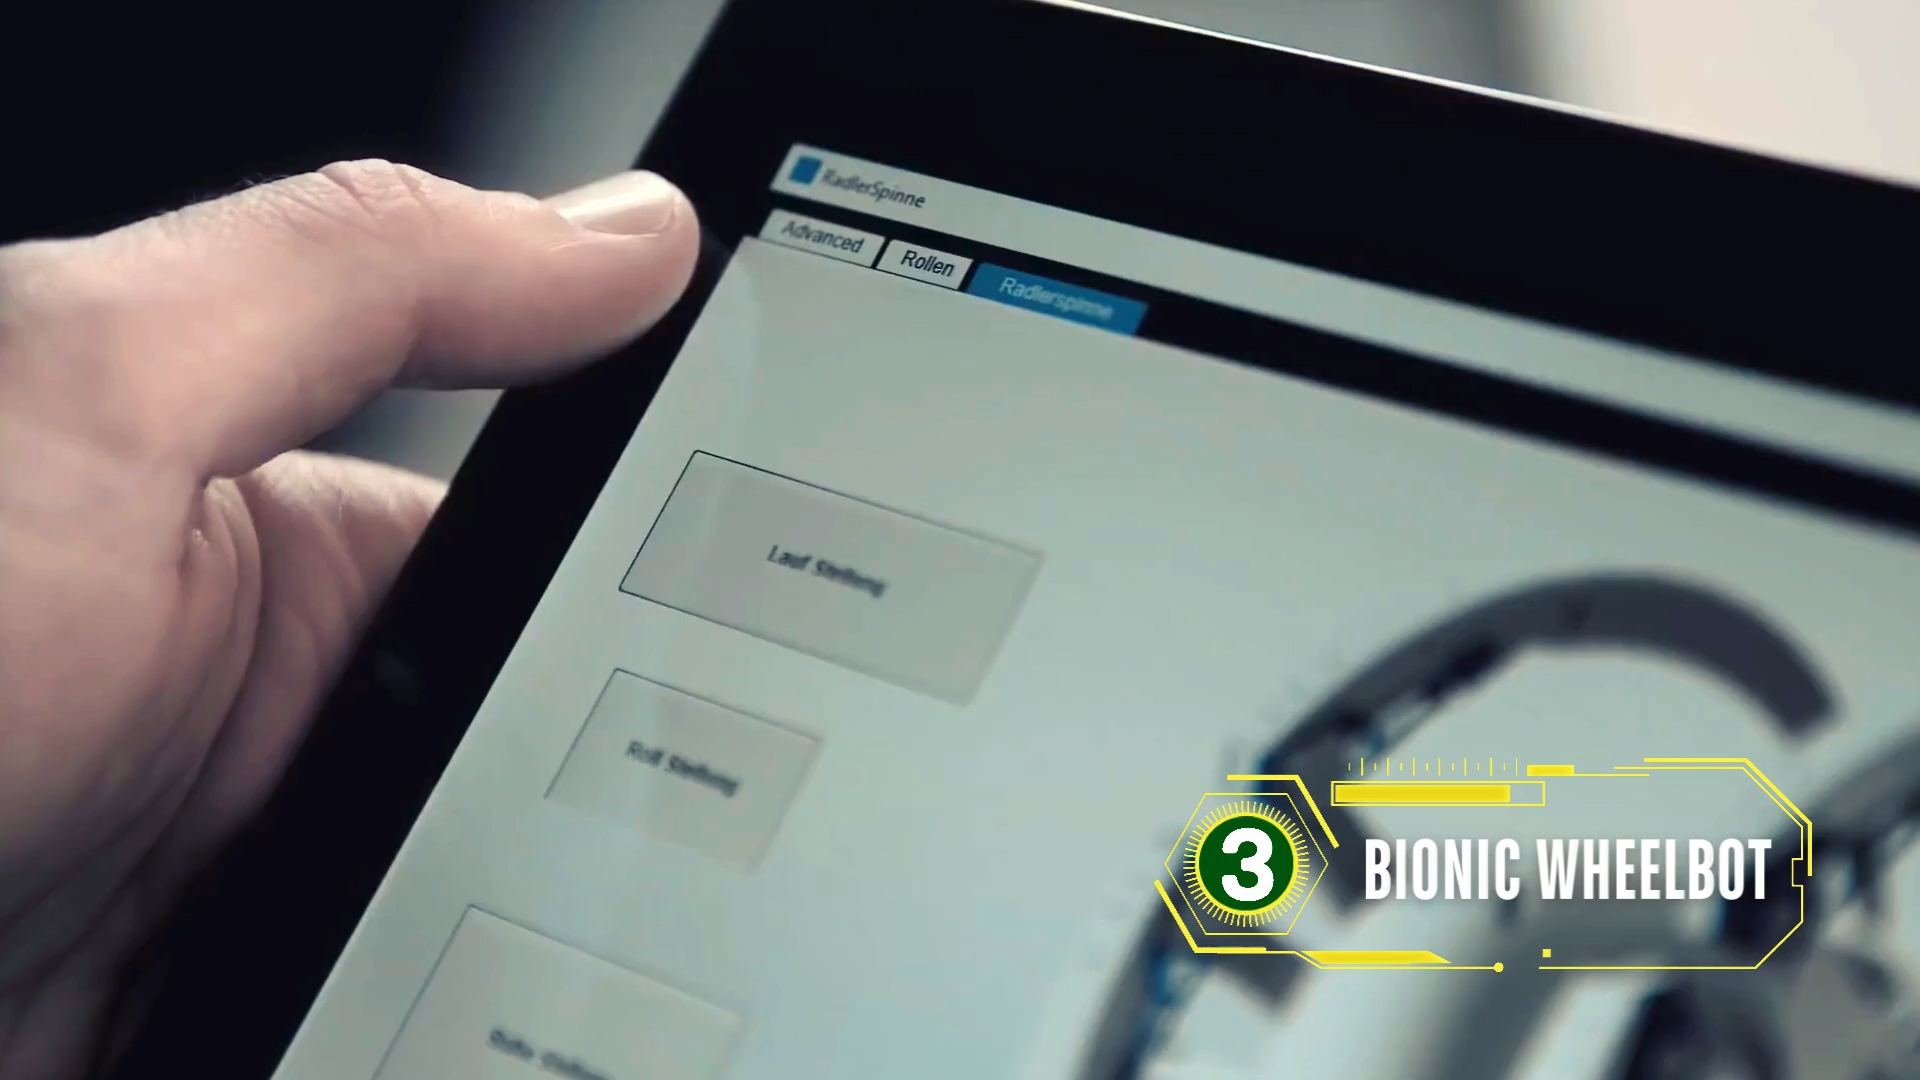 RadlerSpinne
Advanced
Rollen
Radlerspinne
Lauf Stellung
Roll Stellung
3
BIONIC WHEELBOT